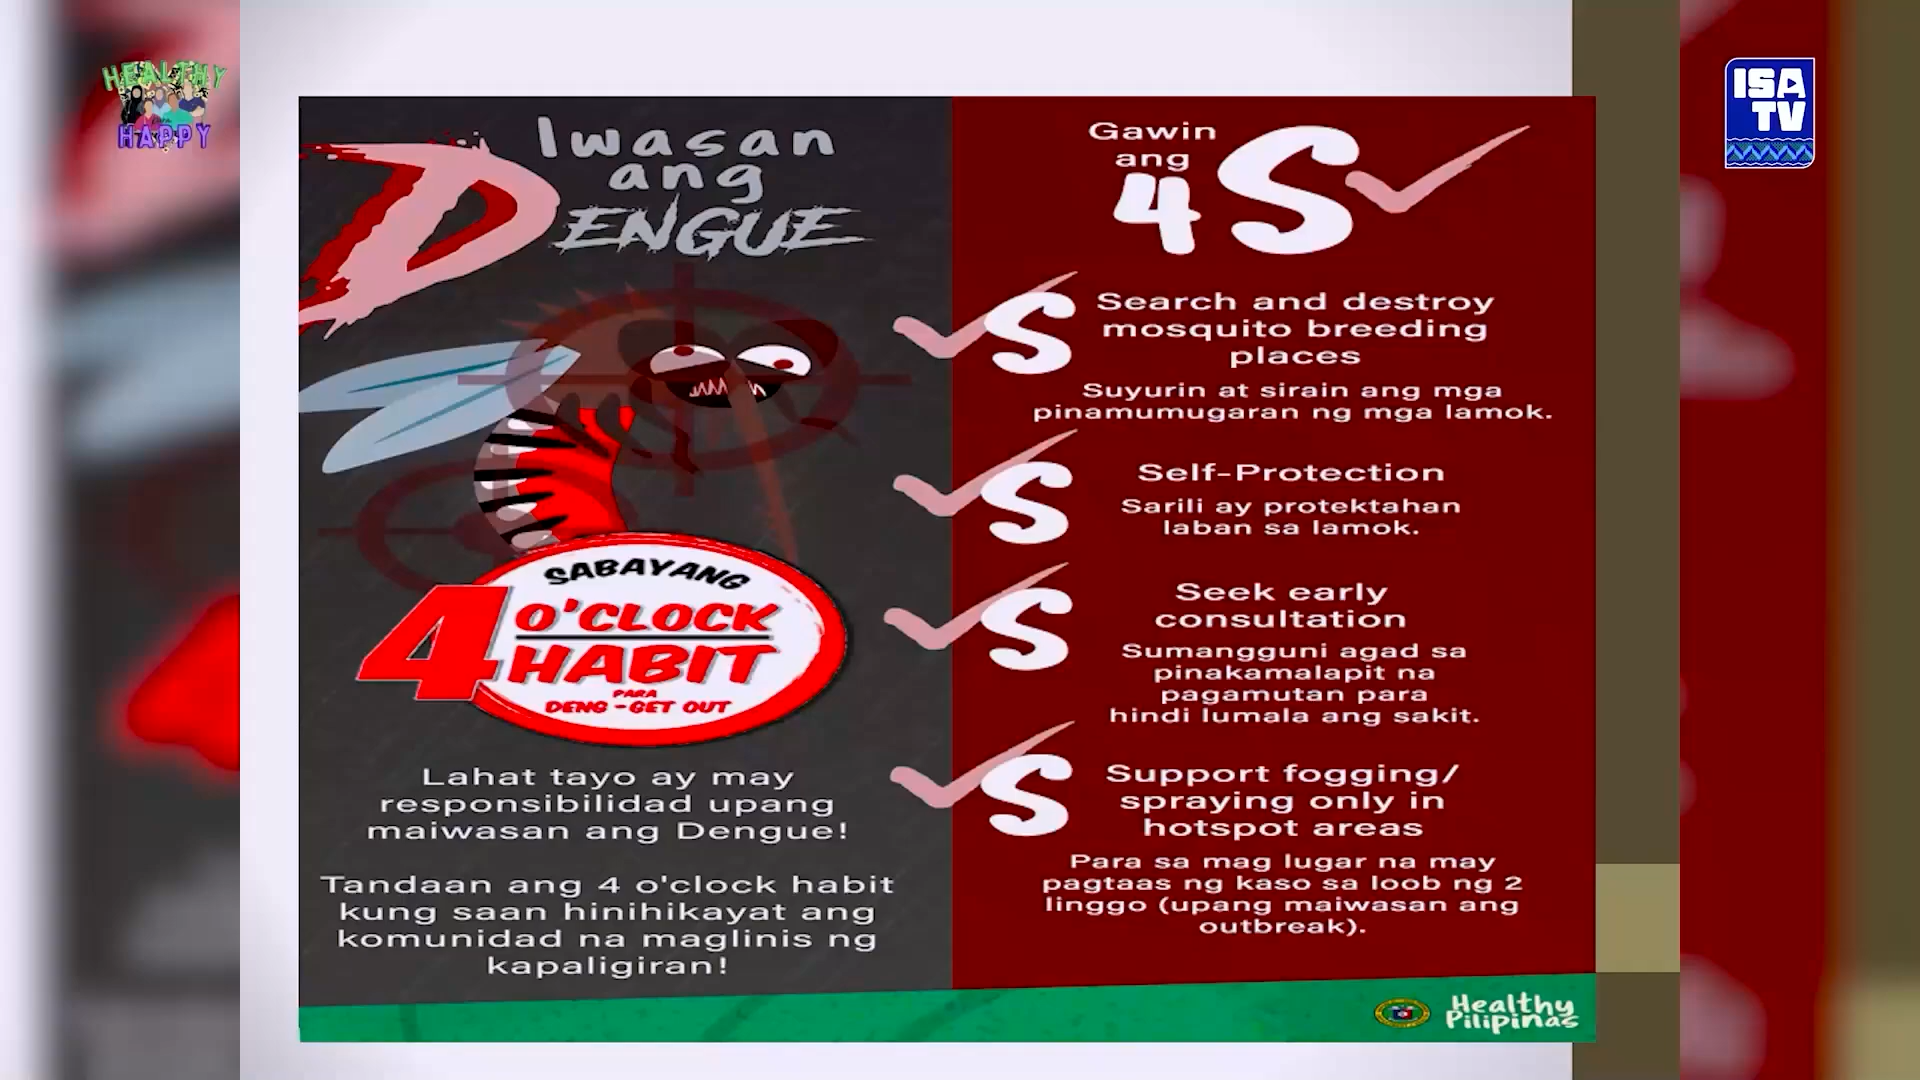 HEALTHY
HAPPY
ISA
TV
Iwasan
ang
DENGUE
SABAYANG
4 O'CLOCK
HABIT
PARA
DENG-GET OUT
Lahat tayo ay may
responsibilidad upang
maiwasan ang Dengue!
Tandaan ang 4 o'clock habit
kung saan hinihikayat ang
komunidad na maglinis ng
kapaligiran!
Gawin
ang
4S
S Search and destroy
mosquito breeding
places
Suyurin at sirain ang mga
pinamumugaran ng mga lamok.
S Self-Protection
Sarili ay protektahan
laban sa lamok.
S Seek early
consultation
Sumangguni agad sa
pinakamalapit na
pagamutan para
hindi lumala ang sakit.
S Support fogging/
spraying only in
hotspot areas
Para sa mag lugar na may
pagtaas ng kaso sa loob ng 2
linggo (upang maiwasan ang
outbreak).
Healthy
Pilipinas